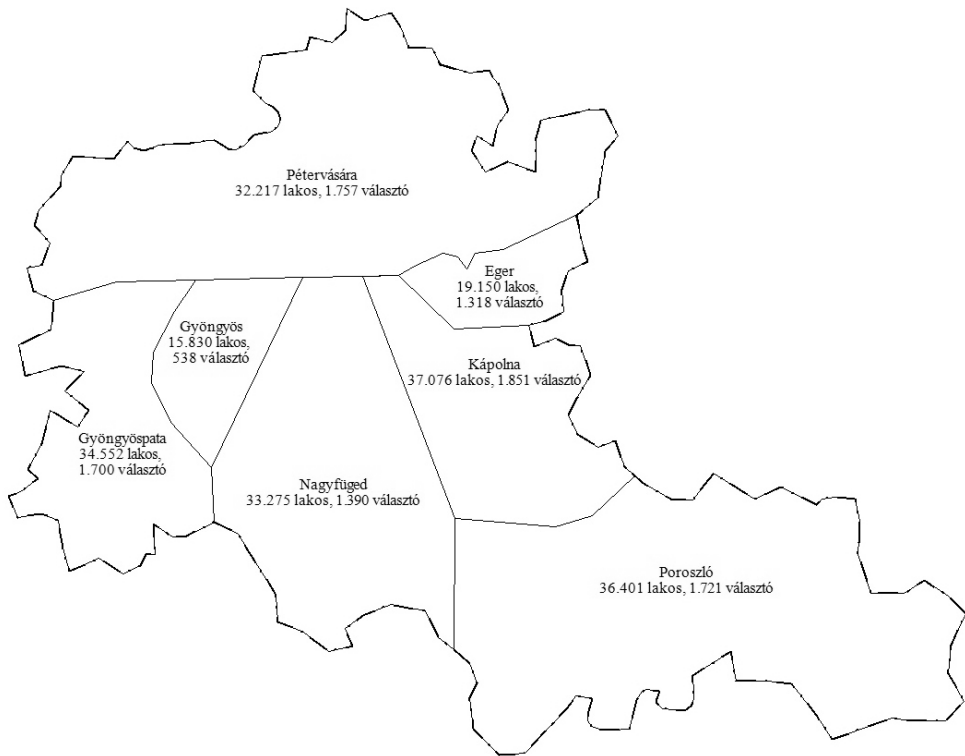 Pétervására
32.217 lakos, 1.757 választó
Eger
19.150 lakos,
1.318 választó
Gyöngyös
15.830 lakos,
538 választó
Kápolna
37.076 lakos, 1.851 választó
Gyöngyöspata
34.552 lakos,
1.700 választó
Nagyfüged
33.275 lakos, 1.390 választó
Poroszló
36.401 lakos, 1.721 választó